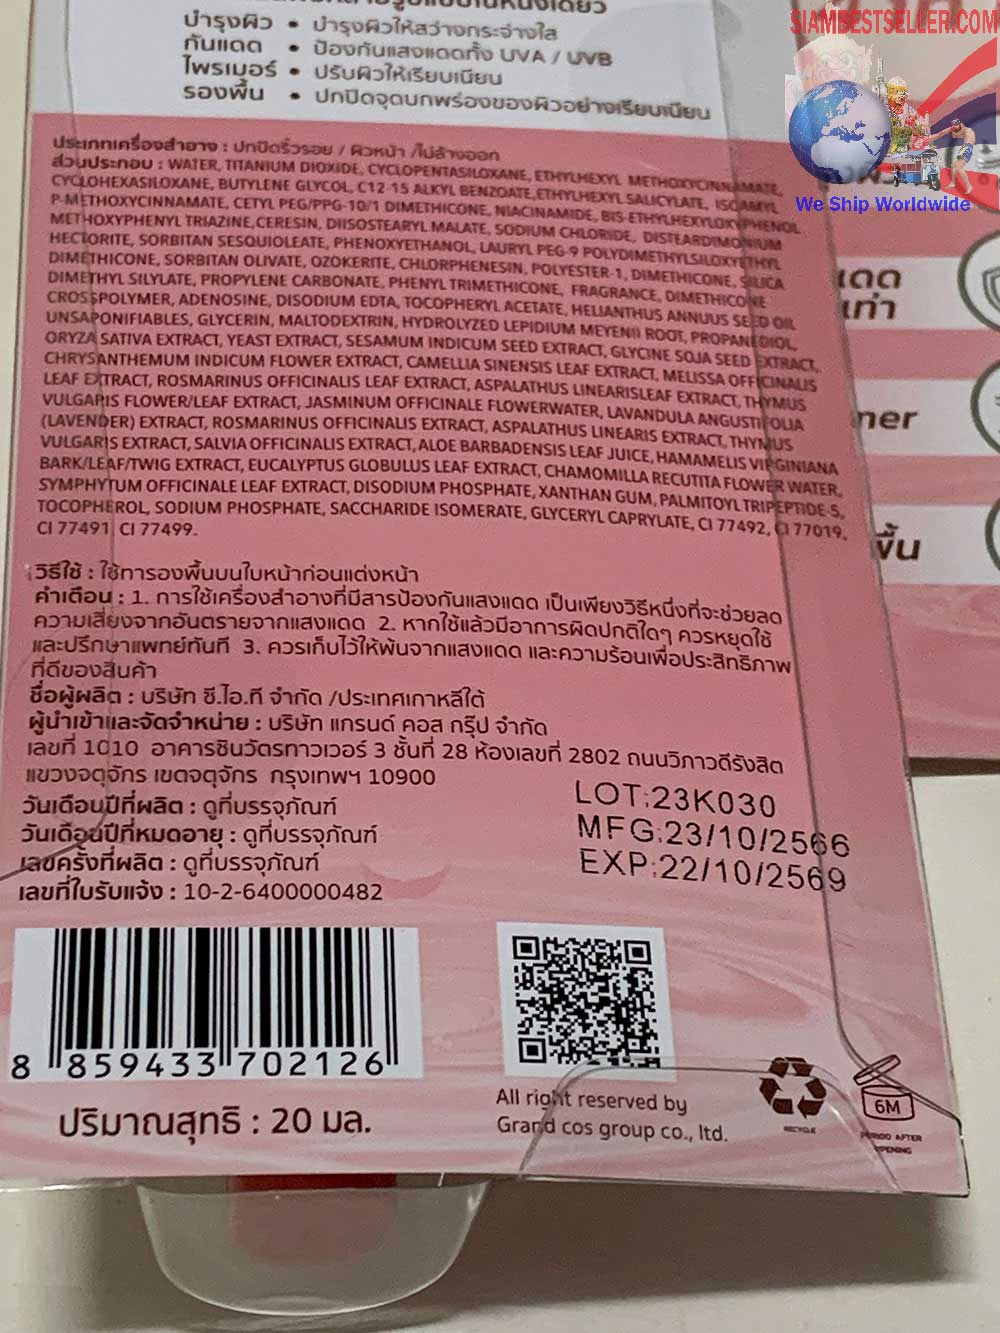 บำรุงผิว • บำรุงผิวให้สว่างกระจ่างใส
กันแดด • ป้องกันแสงแดดทั้ง UVA / UVB
ไพรเมอร์ • ปรับผิวให้เรียบเนียน
รองพื้น • ปกปิดจุดบกพร่องของผิวอย่างเรียบเนียน
ประเภทเครื่องสำอาง : ปกปิดริ้วรอย / ผิวหน้า /ไม่ล้างออก
ส่วนประกอบ : WATER, TITANIUM DIOXIDE, CYCLOPENTASILOXANE, ETHYLHEXYL METHOXYCINNAMATE,
CYCLOHEXASILOXANE, BUTYLENE GLYCOL, C12-15 ALKYL BENZOATE,ETHYLHEXYL SALICYLATE, ISOAMYL
P-METHOXYCINNAMATE, CETYL PEG/PPG-10/1 DIMETHICONE, NIACINAMIDE, BIS-ETHYLHEXYLOXYPHENOL
METHOXYPHENYL TRIAZINE,CERESIN, DIISOSTEARYL MALATE, SODIUM CHLORIDE, DISTEARDIMONIUM
HECTORITE, SORBITAN SESQUIOLEATE, PHENOXYETHANOL, LAURYL PEG-9 POLYDIMETHYLSILOXYETHYL
DIMETHICONE, SORBITAN OLIVATE, OZOKERITE, CHLORPHENESIN, POLYESTER-1, DIMETHICONE, SILICA
DIMETHYL SILYLATE, PROPYLENE CARBONATE, PHENYL TRIMETHICONE, FRAGRANCE, DIMETHICONE
CROSSPOLYMER, ADENOSINE, DISODIUM EDTA, TOCOPHERYL ACETATE, HELIANTHUS ANNUUS SEED OIL
UNSAPONIFIABLES, GLYCERIN, MALTODEXTRIN, HYDROLYZED LEPIDIUM MEYENII ROOT, PROPANEDIOL,
ORYZA SATIVA EXTRACT, YEAST EXTRACT, SESAMUM INDICUM SEED EXTRACT, GLYCINE SOJA SEED EXTRACT,
CHRYSANTHEMUM INDICUM FLOWER EXTRACT, CAMELLIA SINENSIS LEAF EXTRACT, MELISSA OFFICINALIS
LEAF EXTRACT, ROSMARINUS OFFICINALIS LEAF EXTRACT, ASPALATHUS LINEARISLEAF EXTRACT, THYMUS
VULGARIS FLOWER/LEAF EXTRACT, JASMINUM OFFICINALE FLOWERWATER, LAVANDULA ANGUSTIFOLIA
(LAVENDER) EXTRACT, ROSMARINUS OFFICINALIS EXTRACT, ASPALATHUS LINEARIS EXTRACT, THYMUS
VULGARIS EXTRACT, SALVIA OFFICINALIS EXTRACT, ALOE BARBADENSIS LEAF JUICE, HAMAMELIS VIRGINIANA
BARK/LEAF/TWIG EXTRACT, EUCALYPTUS GLOBULUS LEAF EXTRACT, CHAMOMILLA RECUTITA FLOWER WATER,
SYMPHYTUM OFFICINALE LEAF EXTRACT, DISODIUM PHOSPHATE, XANTHAN GUM, PALMITOYL TRIPEPTIDE-5,
TOCOPHEROL, SODIUM PHOSPHATE, SACCHARIDE ISOMERATE, GLYCERYL CAPRYLATE, CI 77492, CI 77019,
CI 77491, CI 77499.
วิธีใช้ : ใช้ทารองพื้นบนใบหน้าก่อนแต่งหน้า
คำเตือน : 1. การใช้เครื่องสำอางที่มีสารป้องกันแสงแดด เป็นเพียงวิธีหนึ่งที่จะช่วยลด
ความเสี่ยงจากอันตรายจากแสงแดด 2. หากใช้แล้วมีอาการผิดปกติใดๆ ควรหยุดใช้
และปรึกษาแพทย์ทันที 3. ควรเก็บไว้ให้พ้นจากแสงแดด และความร้อนเพื่อประสิทธิภาพ
ที่ดีของสินค้า
ชื่อผู้ผลิต : บริษัท ซี.ไอ.ที จำกัด /ประเทศเกาหลีใต้
ผู้นำเข้าและจัดจำหน่าย : บริษัท แกรนด์ คอส กรุ๊ป จำกัด
เลขที่ 1010 อาคารชินวัตรทาวเวอร์ 3 ชั้นที่ 28 ห้องเลขที่ 2802 ถนนวิภาวดีรังสิต
แขวงจตุจักร เขตจตุจักร กรุงเทพฯ 10900
วันเดือนปีที่ผลิต : ดูที่บรรจุภัณฑ์
วันเดือนปีที่หมดอายุ : ดูที่บรรจุภัณฑ์
เลขครั้งที่ผลิต : ดูที่บรรจุภัณฑ์
เลขที่ใบรับแจ้ง : 10-2-6400000482
LOT:23K030
MFG:23/10/2566
EXP:22/10/2569
8 859433 702126
ปริมาณสุทธิ : 20 มล.
All right reserved by
Grand cos group co., ltd.
RECYCLE
6M
PERIOD AFTER
OPENING
SIAMBESTSELLER.COM
We Ship Worldwide
แดด
เท่า
mer
พื้น